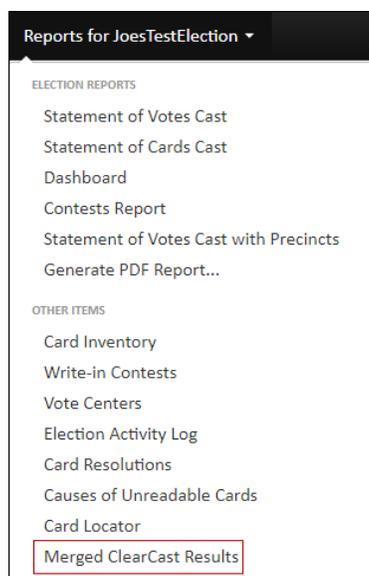 Reports for JoesTestElection ▾
ELECTION REPORTS
Statement of Votes Cast
Statement of Cards Cast
Dashboard
Contests Report
Statement of Votes Cast with Precincts
Generate PDF Report...
OTHER ITEMS
Card Inventory
Write-in Contests
Vote Centers
Election Activity Log
Card Resolutions
Causes of Unreadable Cards
Card Locator
Merged ClearCast Results